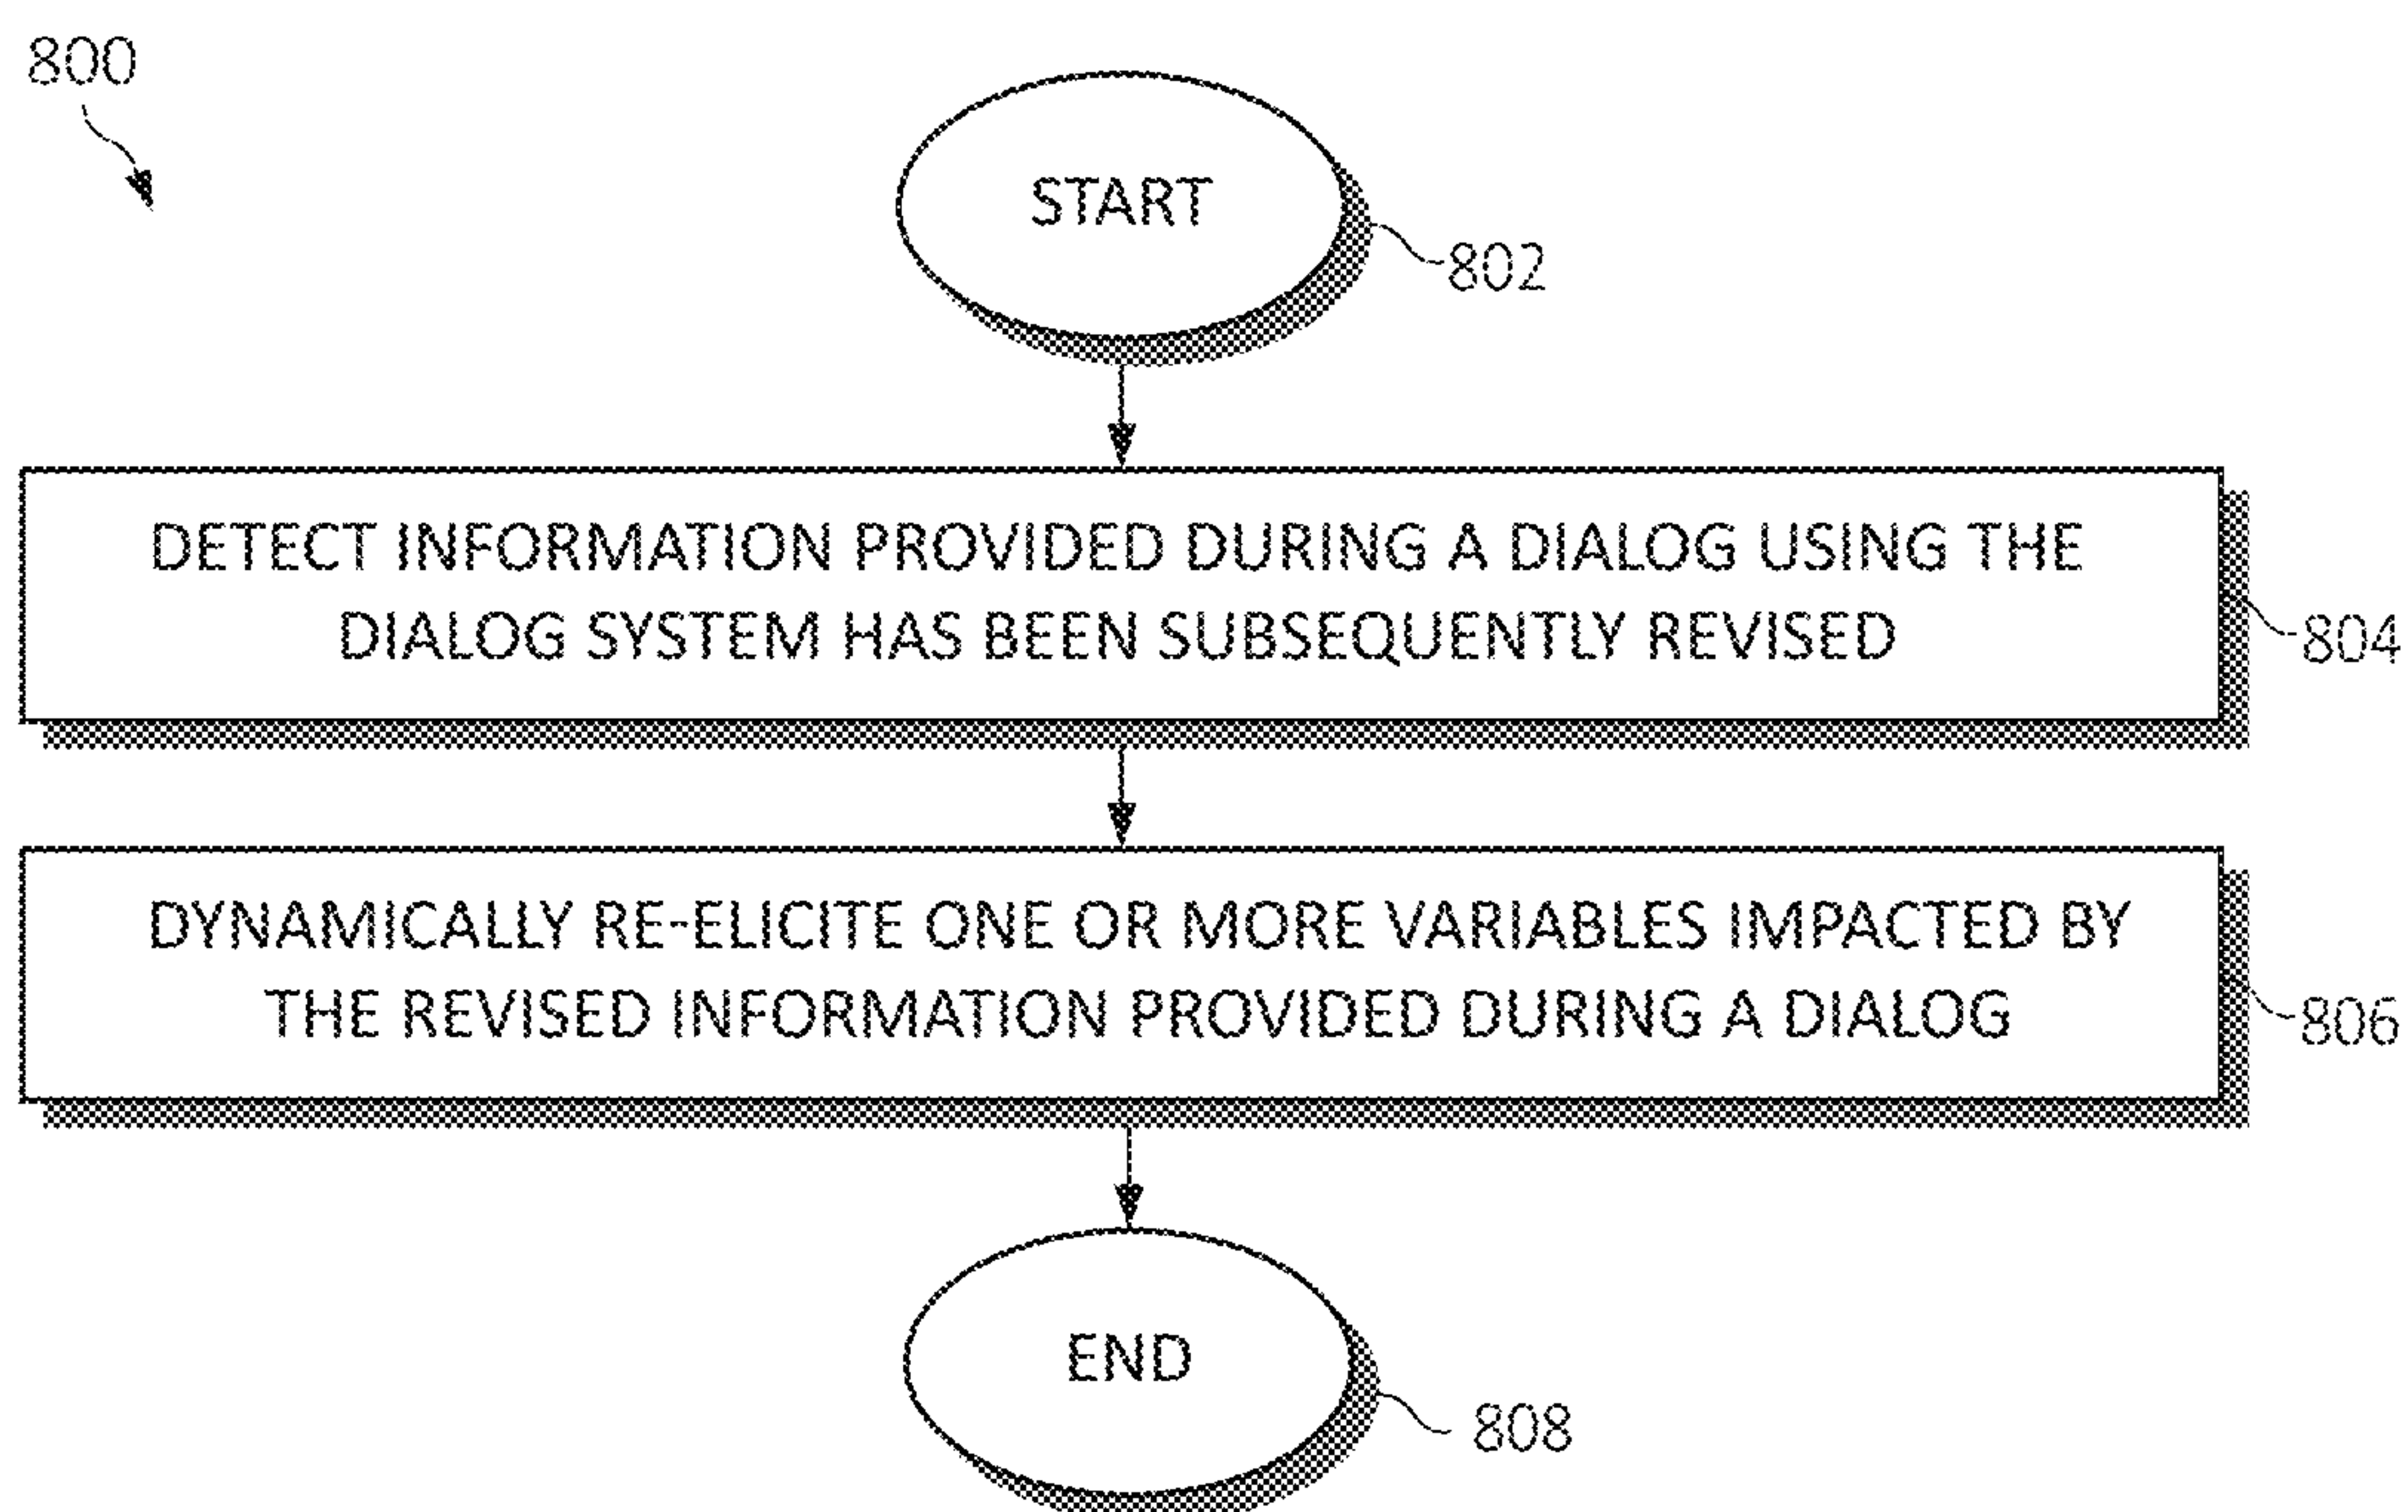 800
START
802
DETECT INFORMATION PROVIDED DURING A DIALOG USING THE
DIALOG SYSTEM HAS BEEN SUBSEQUENTLY REVISED
804
DYNAMICALLY RE-ELICITE ONE OR MORE VARIABLES IMPACTED BY
THE REVISED INFORMATION PROVIDED DURING A DIALOG
806
END
808